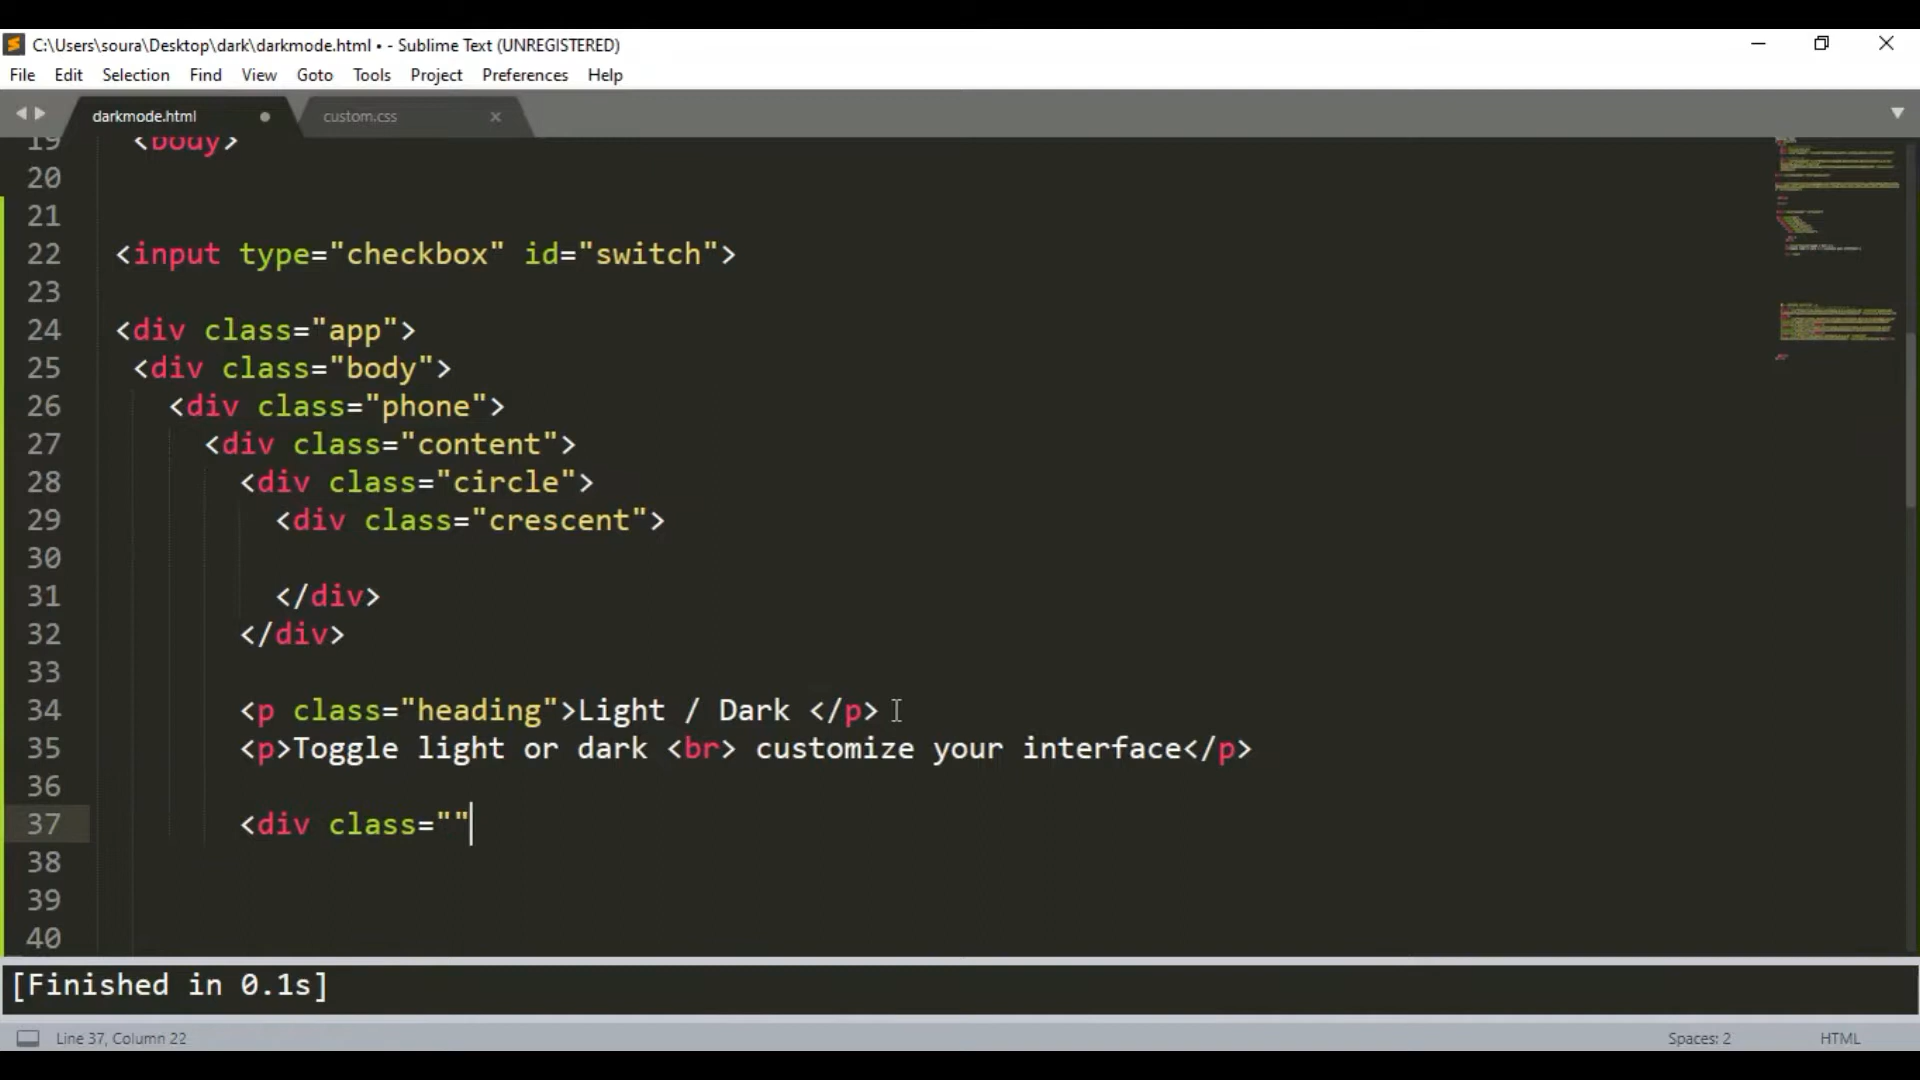 C:\Users\soura\Desktop\dark\darkmode.html • - Sublime Text (UNREGISTERED)
File Edit Selection Find View Goto Tools Project Preferences Help
darkmode.html custom.css
19 <body>
20
21
22 <input type="checkbox" id="switch">
23
24 <div class="app">
25 <div class="body">
26 <div class="phone">
27 <div class="content">
28 <div class="circle">
29 <div class="crescent">
30
31 </div>
32 </div>
33
34 <p class="heading">Light / Dark </p>
35 <p>Toggle light or dark <br> customize your interface</p>
36
37 <div class=""
38
39
40
[Finished in 0.1s]
Line 37, Column 22 Spaces: 2 HTML